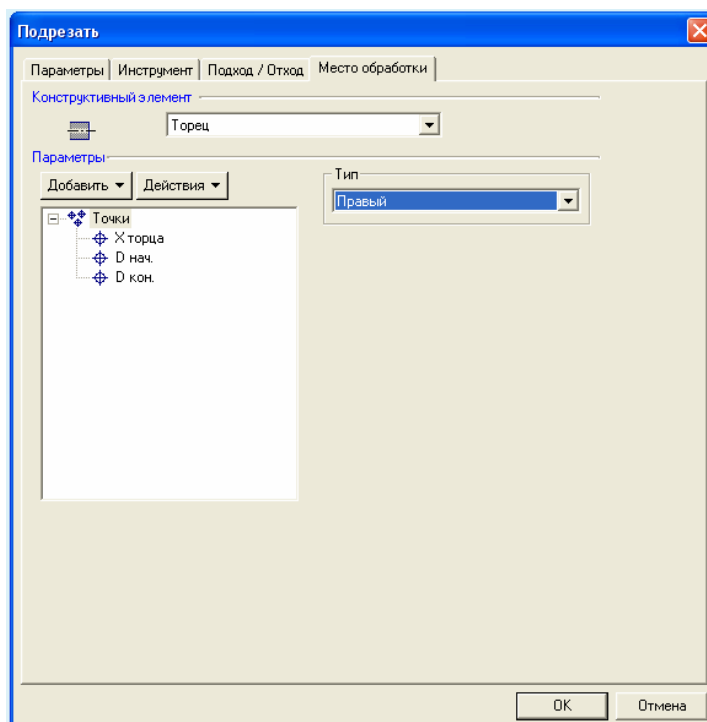 Подрезать
Параметры Инструмент Подход / Отход Место обработки
Конструктивный элемент
Торец
Параметры
Добавить Действия
Тип
Правый
Точки
X торца
D нач.
D кон.
OK Отмена